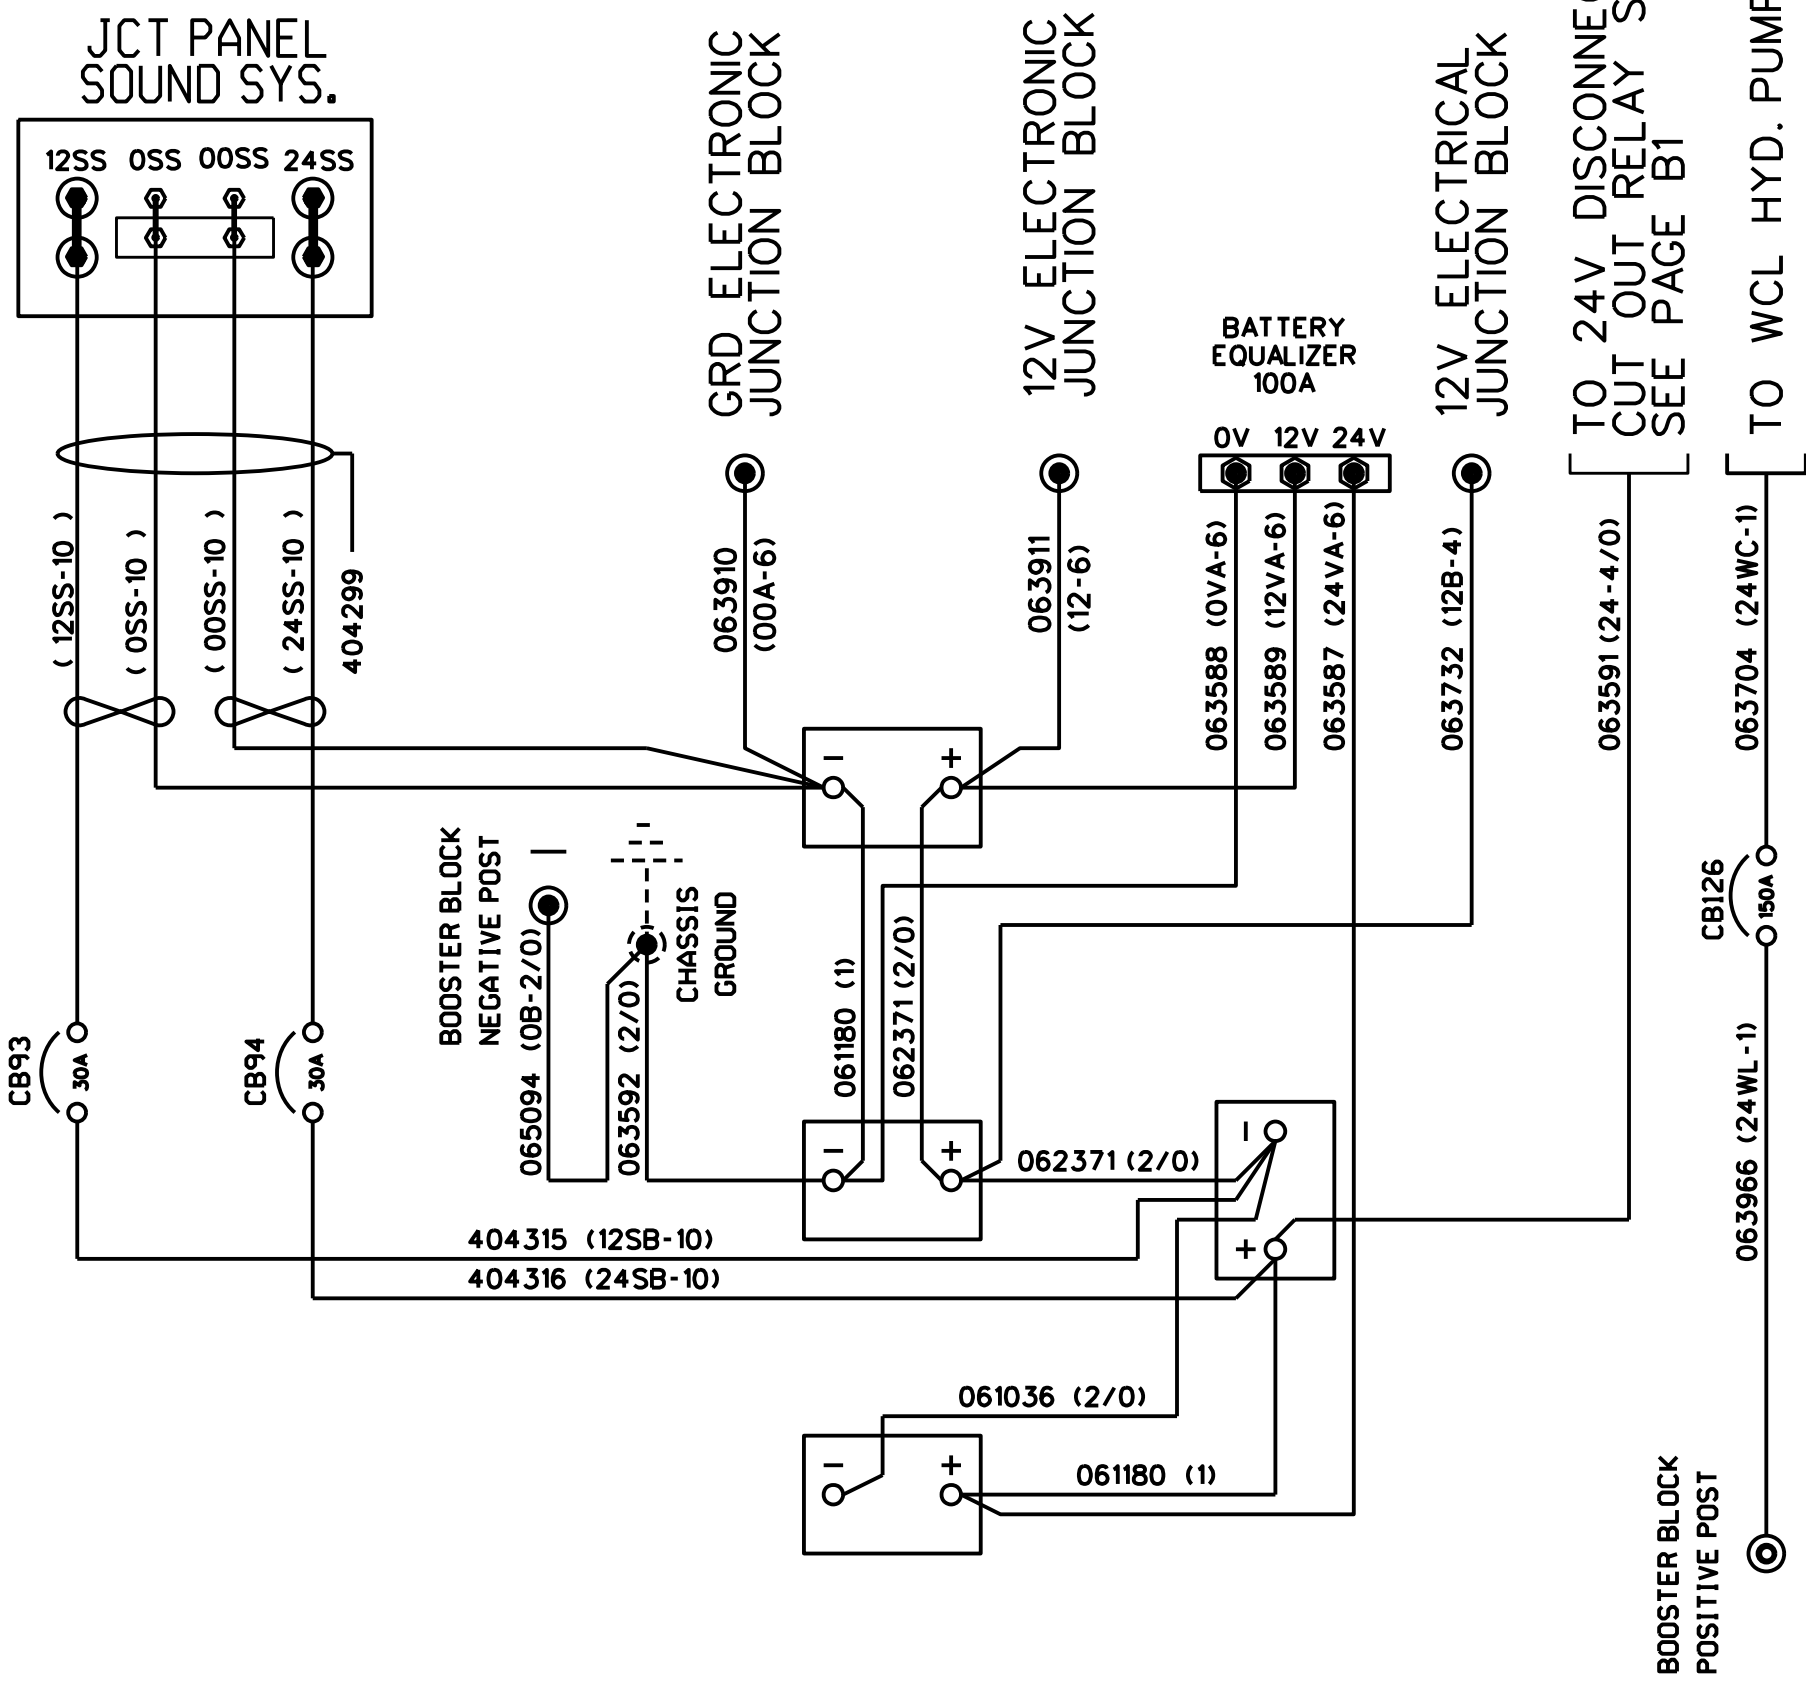 JCT PANEL
SOUND SYS.
12SS 0SS 00SS 24SS
(12SS-10 )
( 0SS-10 )
( 00SS-10 )
( 24SS-10 )
404299
GRD ELECTRONIC
JUNCTION BLOCK
063910
(00A-6)
12V ELECTRONIC
JUNCTION BLOCK
063911
(12-6)
BATTERY
EQUALIZER
100A
0V 12V 24V
063588 (0VA-6)
063589 (12VA-6)
063587 (24VA-6)
12V ELECTRICAL
JUNCTION BLOCK
063732 (12B-4)
TO 24V DISCONNEC
CUT OUT RELAY S
SEE PAGE B1
063591 (24-4/0)
TO WCL HYD. PUMP
063704 (24WC-1)
CB126
150A
063966 (24WL-1)
BOOSTER BLOCK
POSITIVE POST
- +
BOOSTER BLOCK
NEGATIVE POST
065094 (0B-2/0)
CHASSIS
GROUND
063592 (2/0)
061180 (1)
062371 (2/0)
CB93
30A
CB94
30A
- +
062371 (2/0)
-
+
404315 (12SB-10)
404316 (24SB-10)
061036 (2/0)
- +
061180 (1)